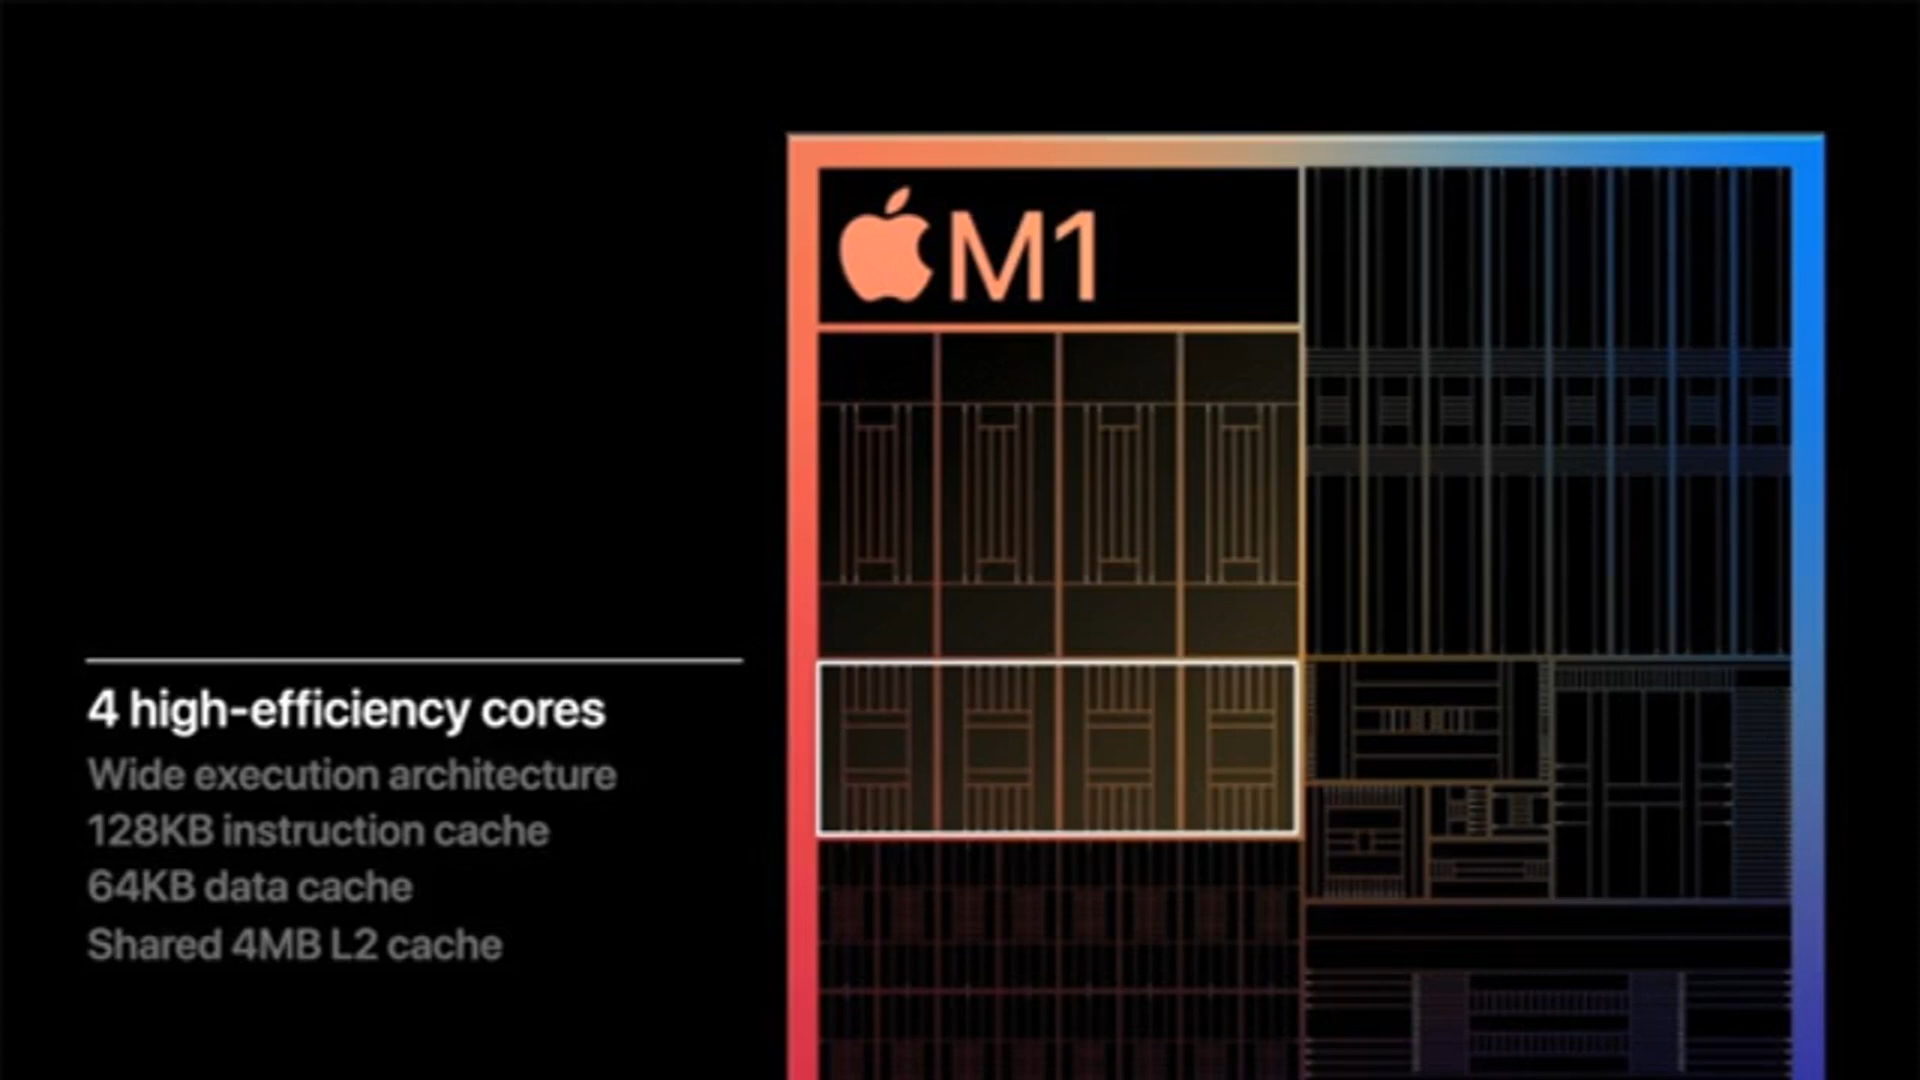 M1
4 high-efficiency cores
Wide execution architecture
128KB instruction cache
64KB data cache
Shared 4MB L2 cache